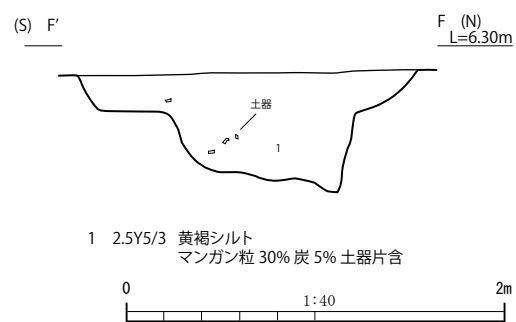 (S) F'
F (N)
L=6.30m
土器
1
1 2.5Y5/3 黄褐シルト
マンガン粒 30% 炭 5% 土器片含
0 2m
1:40